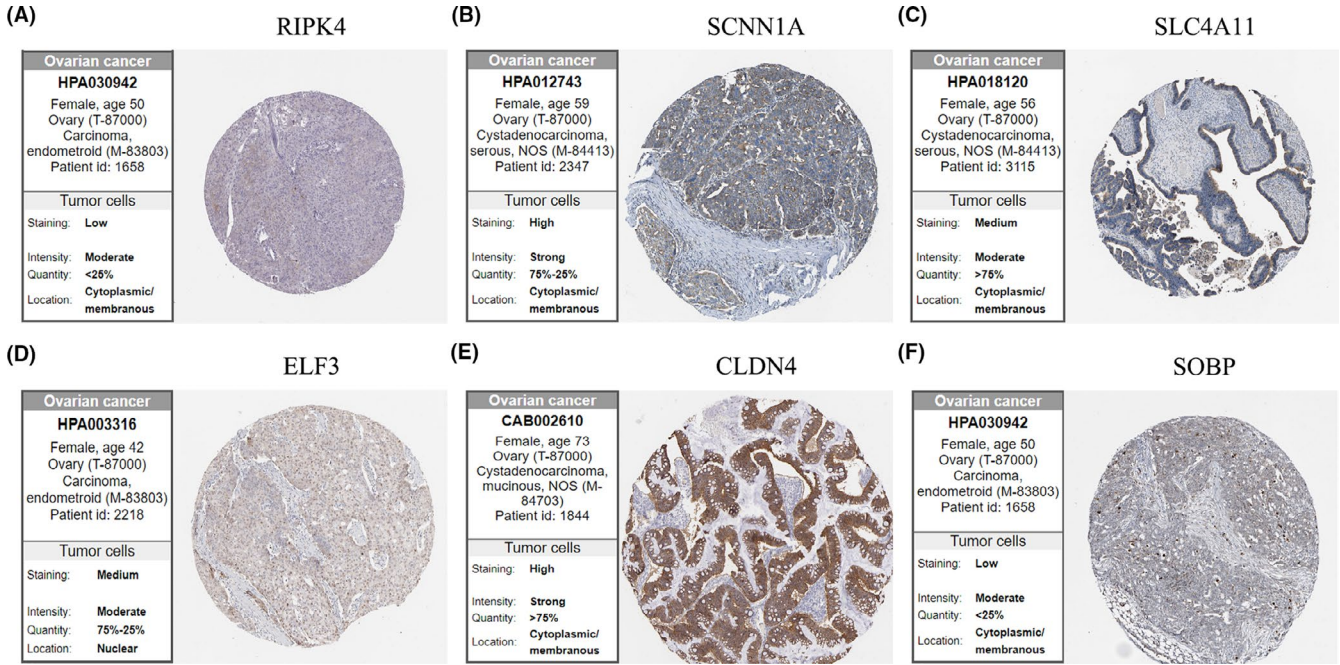 (A)
RIPK4
Ovarian cancer
HPA030942
Female, age 50
Ovary (T-87000)
Carcinoma,
endometroid (M-83803)
Patient id: 1658
Tumor cells
Staining: Low
Intensity: Moderate
Quantity: <25%
Location: Cytoplasmic/
membranous
(B)
SCNN1A
Ovarian cancer
HPA012743
Female, age 59
Ovary (T-87000)
Cystadenocarcinoma,
serous, NOS (M-84413)
Patient id: 2347
Tumor cells
Staining: High
Intensity: Strong
Quantity: 75%-25%
Location: Cytoplasmic/
membranous
(C)
SLC4A11
Ovarian cancer
HPA018120
Female, age 56
Ovary (T-87000)
Cystadenocarcinoma,
serous, NOS (M-84413)
Patient id: 3115
Tumor cells
Staining: Medium
Intensity: Moderate
Quantity: >75%
Location: Cytoplasmic/
membranous
(D)
ELF3
Ovarian cancer
HPA003316
Female, age 42
Ovary (T-87000)
Carcinoma,
endometroid (M-83803)
Patient id: 2218
Tumor cells
Staining: Medium
Intensity: Moderate
Quantity: 75%-25%
Location: Nuclear
(E)
CLDN4
Ovarian cancer
CAB002610
Female, age 73
Ovary (T-87000)
Cystadenocarcinoma,
mucinous, NOS (M-
84703)
Patient id: 1844
Tumor cells
Staining: High
Intensity: Strong
Quantity: >75%
Location: Cytoplasmic/
membranous
(F)
SOBP
Ovarian cancer
HPA030942
Female, age 50
Ovary (T-87000)
Carcinoma,
endometroid (M-83803)
Patient id: 1658
Tumor cells
Staining: Low
Intensity: Moderate
Quantity: <25%
Location: Cytoplasmic/
membranous